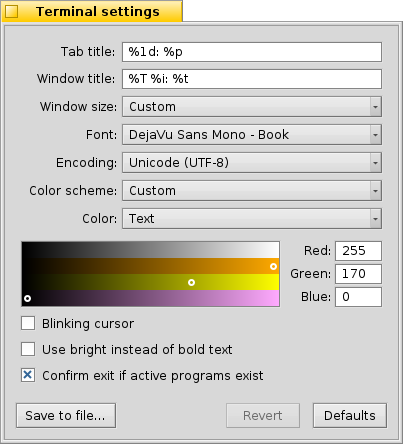 Terminal settings
Tab title: %1d: %p
Window title: %T %i: %t
Window size: Custom
Font: DejaVu Sans Mono - Book
Encoding: Unicode (UTF-8)
Color scheme: Custom
Color: Text
Red: 255
Green: 170
Blue: 0
Blinking cursor
Use bright instead of bold text
Confirm exit if active programs exist
Save to file... Revert Defaults